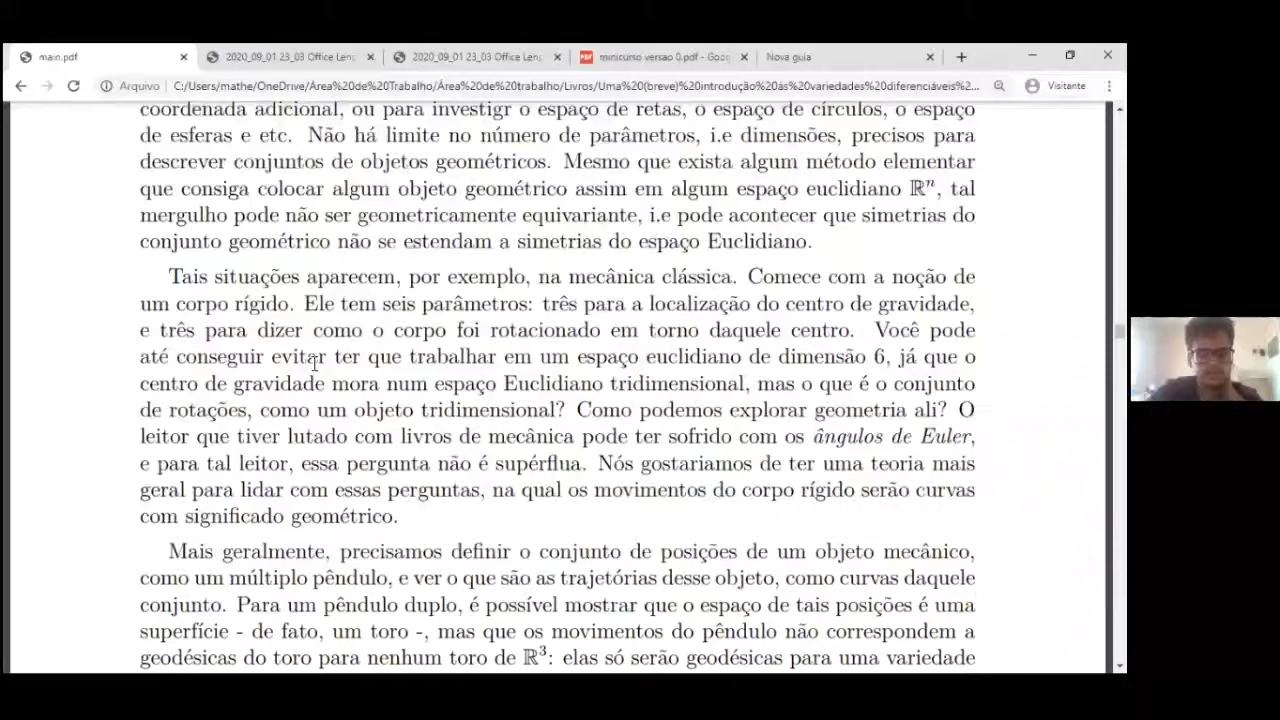 main.pdf
2020_09_01 23_03 Office Lens
2020_09_01 23_03 Office Lens
minicurso versao 0.pdf - Goog
Nova guia
Arquivo
C:/Users/mathe/OneDrive/Área%20de%20Trabalho/Área%20de%20trabalho/Livros/Uma%20(breve)%20introdução%20às%20variedades%20diferenciáveis%2...
Visitante
coordenada adicional, ou para investigr o espaço de retas, o espaço de círculos, o espaço
de esferas e etc. Não há limite no número de parâmetros, i.e dimensões, precisos para
descrever conjuntos de objetos geométricos. Mesmo que exista algum método elementar
que consiga colocar algum objeto geométrico assim em algum espaço euclidiano ℝⁿ, tal
mergulho pode não ser geometricamente equivariante, i.e pode acontecer que simetrias do
conjunto geométrico não se estendam a simetrias do espaço Euclidiano.
Tais situações aparecem, por exemplo, na mecânica clássica. Comece com a noção de
um corpo rígido. Ele tem seis parâmetros: três para a localização do centro de gravidade,
e três para dizer como o corpo foi rotacionado em torno daquele centro. Você pode
até conseguir evitar ter que trabalhar em um espaço euclidiano de dimensão 6, já que o
centro de gravidade mora num espaço Euclidiano tridimensional, mas o que é o conjunto
de rotações, como um objeto tridimensional? Como podemos explorar geometria ali? O
leitor que tiver lutado com livros de mecânica pode ter sofrido com os ângulos de Euler,
e para tal leitor, essa pergunta não é supérflua. Nós gostariamos de ter uma teoria mais
geral para lidar com essas perguntas, na qual os movimentos do corpo rígido serão curvas
com significado geométrico.
Mais geralmente, precisamos definir o conjunto de posições de um objeto mecânico,
como um múltiplo pêndulo, e ver o que são as trajetórias desse objeto, como curvas daquele
conjunto. Para um pêndulo duplo, é possível mostrar que o espaço de tais posições é uma
superfície - de fato, um toro -, mas que os movimentos do pêndulo não correspondem a
geodésicas do toro para nenhum toro de ℝ³: elas só serão geodésicas para uma variedade